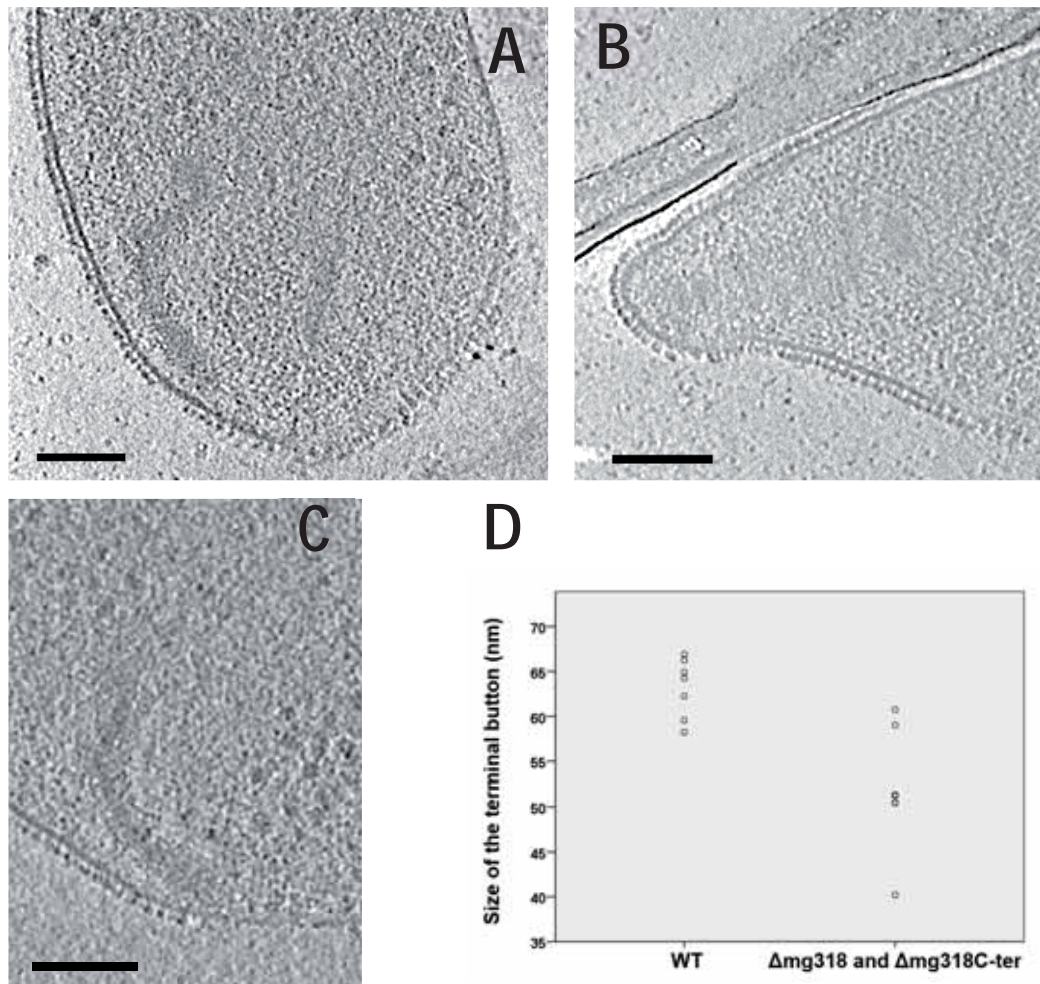 A
B
C
D
Size of the terminal button (nm)
70
65
60
55
50
45
40
35
WT
Δmg318 and Δmg318C-ter